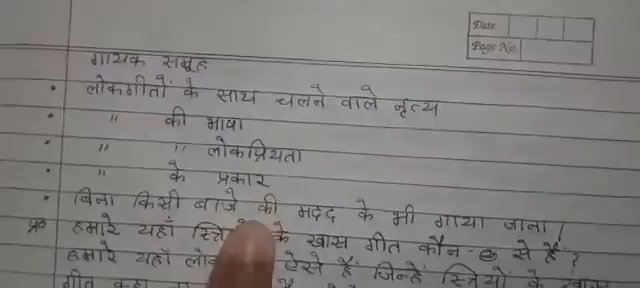 Date
Page No.
गायक समूह
• लोकगीतों के साथ चलने वाले नृत्य
• " की भाषा
• " " लोकप्रियता
• " के प्रकार
• बिना किसी बाजे की मदद के भी गाया जाना।
प्र० हमारे यहाँ के खास गीत कौन-से हैं?
हमारे यहाँ ऐसे हैं जिन्हें स्त्रियों के खास
गीत कहा